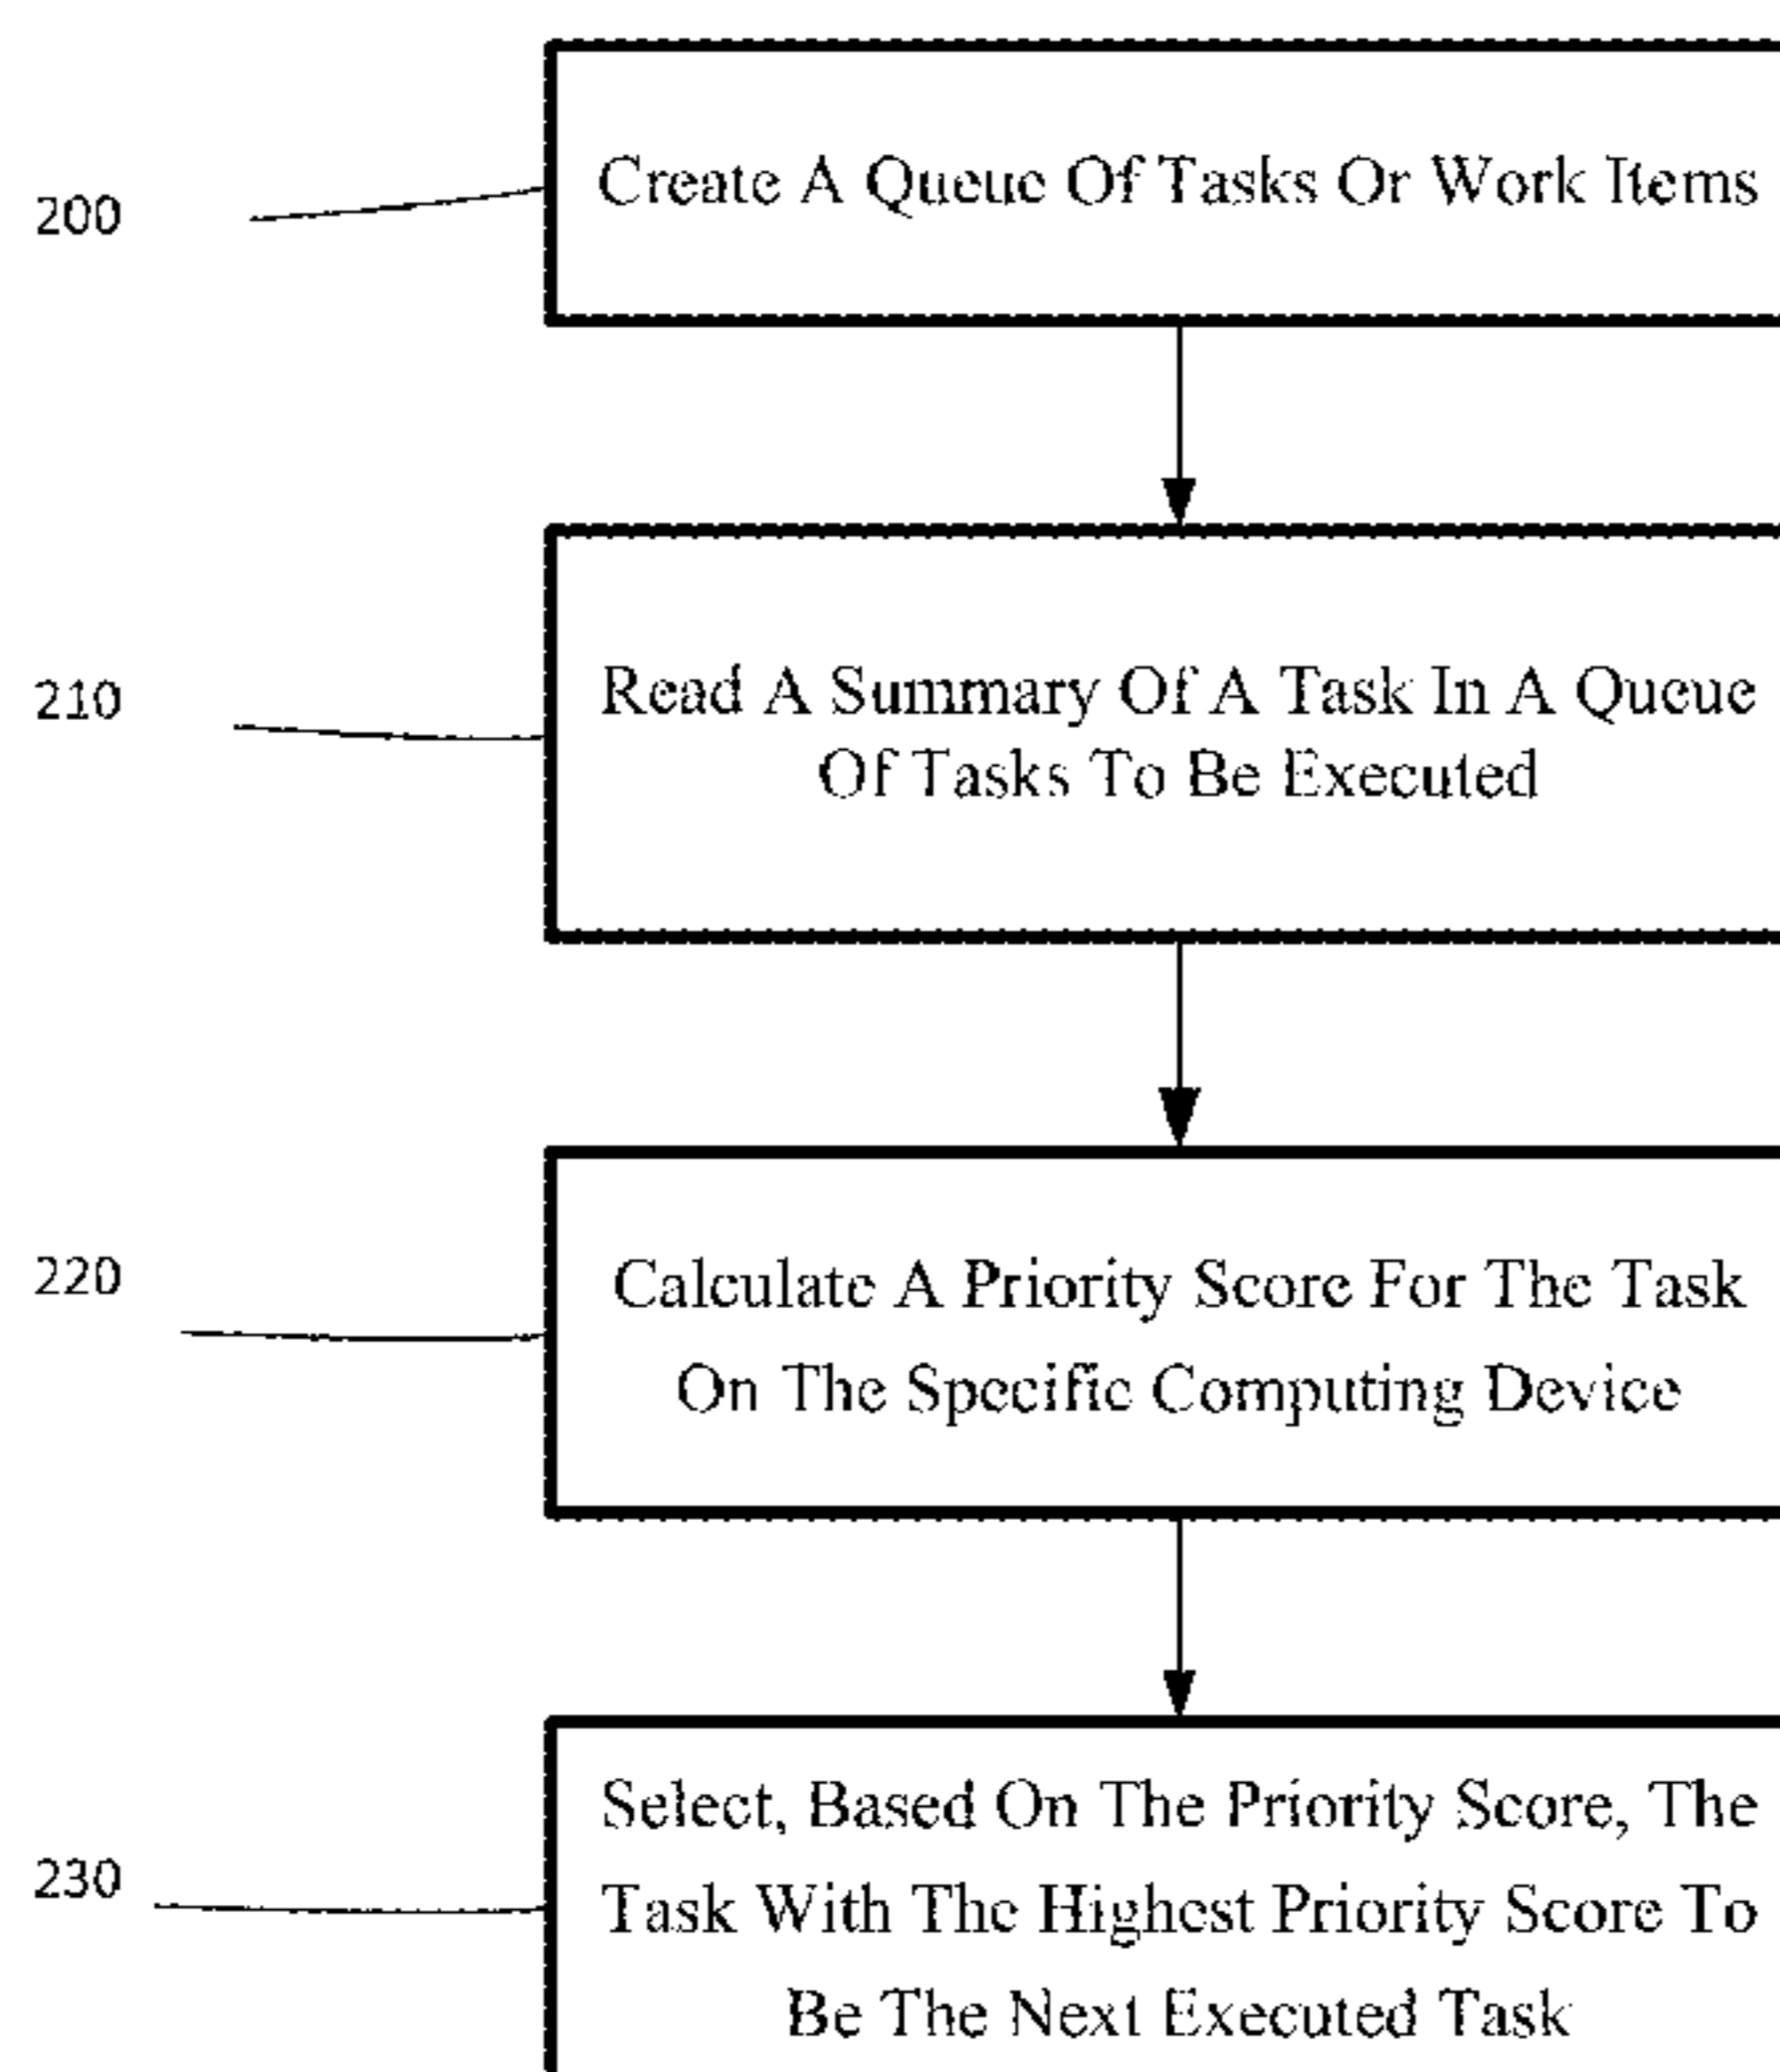 200
Create A Queue Of Tasks Or Work Items
210
Read A Summary Of A Task In A Queue
Of Tasks To Be Executed
220
Calculate A Priority Score For The Task
On The Specific Computing Device
230
Select, Based On The Priority Score, The
Task With The Highest Priority Score To
Be The Next Executed Task